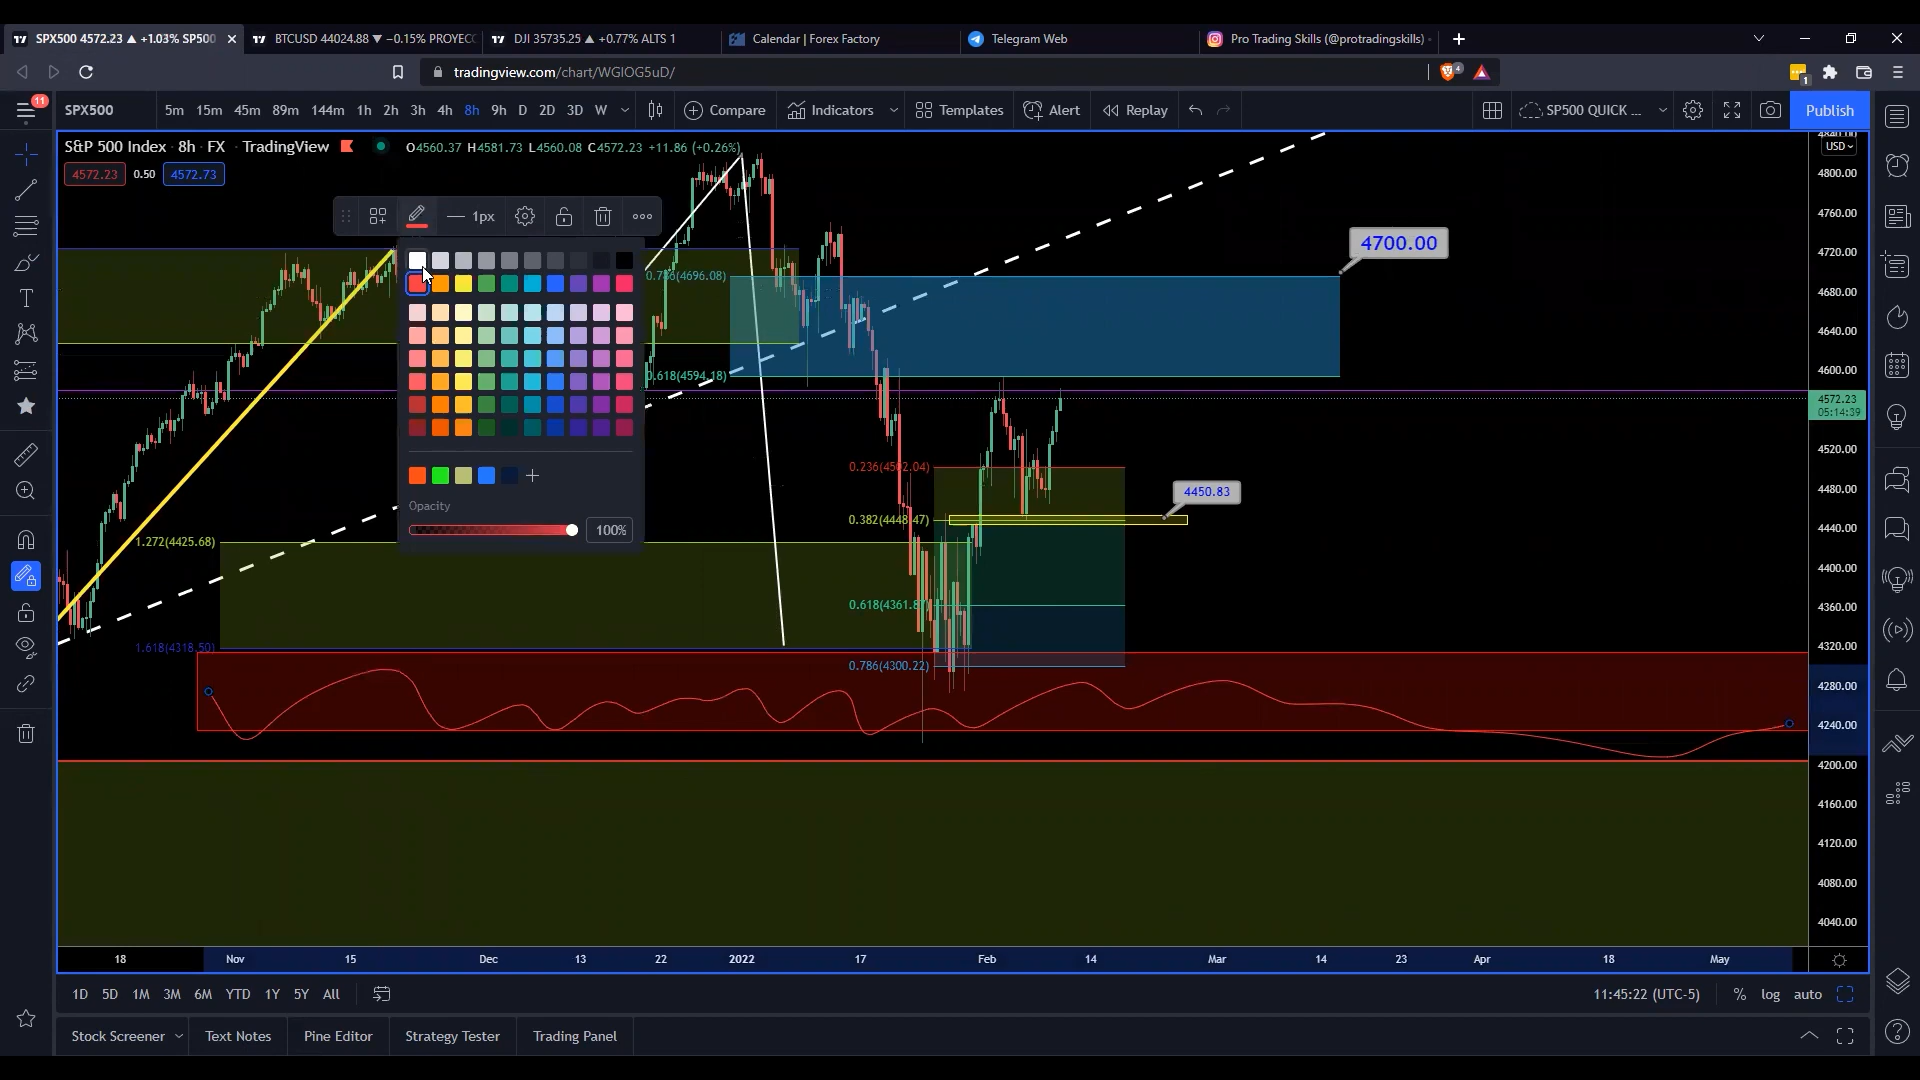 SPX500 4572.23 ▲ +1.03% SP500
BTCUSD 44024.88 ▼ −0.15% PROYECC
DJI 35735.25 ▲ +0.77% ALTS 1
Calendar | Forex Factory
Telegram Web
Pro Trading Skills (@protradingskills)
tradingview.com/chart/WGlOG5uD/
4
1
11
SPX500
5m 15m 45m 89m 144m 1h 2h 3h 4h 8h 9h D 2D 3D W
Compare
Indicators
Templates
Alert
Replay
SP500 QUICK ...
Publish
S&P 500 Index · 8h · FX · TradingView
O4560.37 H4581.73 L4560.08 C4572.23 +11.86 (+0.26%)
4572.23 0.50 4572.73
1px
Opacity
100%
4700.00
0.786(4696.08)
0.618(4594.18)
0.236(4502.04)
4450.83
0.382(4448.47)
1.272(4425.68)
0.618(4361.87)
1.618(4318.50)
0.786(4300.22)
4840.00
USD
4800.00
4760.00
4720.00
4680.00
4640.00
4600.00
4572.23
05:14:39
4520.00
4480.00
4440.00
4400.00
4360.00
4320.00
4280.00
4240.00
4200.00
4160.00
4120.00
4080.00
4040.00
18 Nov 15 Dec 13 22 2022 17 Feb 14 Mar 14 23 Apr 18 May
1D 5D 1M 3M 6M YTD 1Y 5Y All
11:45:22 (UTC-5) % log auto
Stock Screener
Text Notes
Pine Editor
Strategy Tester
Trading Panel